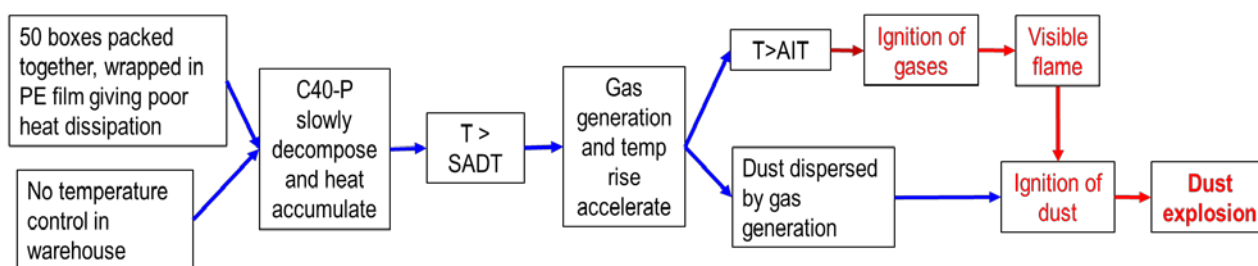 50 boxes packed
together, wrapped in
PE film giving poor
heat dissipation
No temperature
control in
warehouse
C40-P
slowly
decompose
and heat
accumulate
T >
SADT
Gas
generation
and temp
rise
accelerate
T>AIT
Ignition of
gases
Visible
flame
Dust dispersed
by gas
generation
Ignition of
dust
Dust
explosion